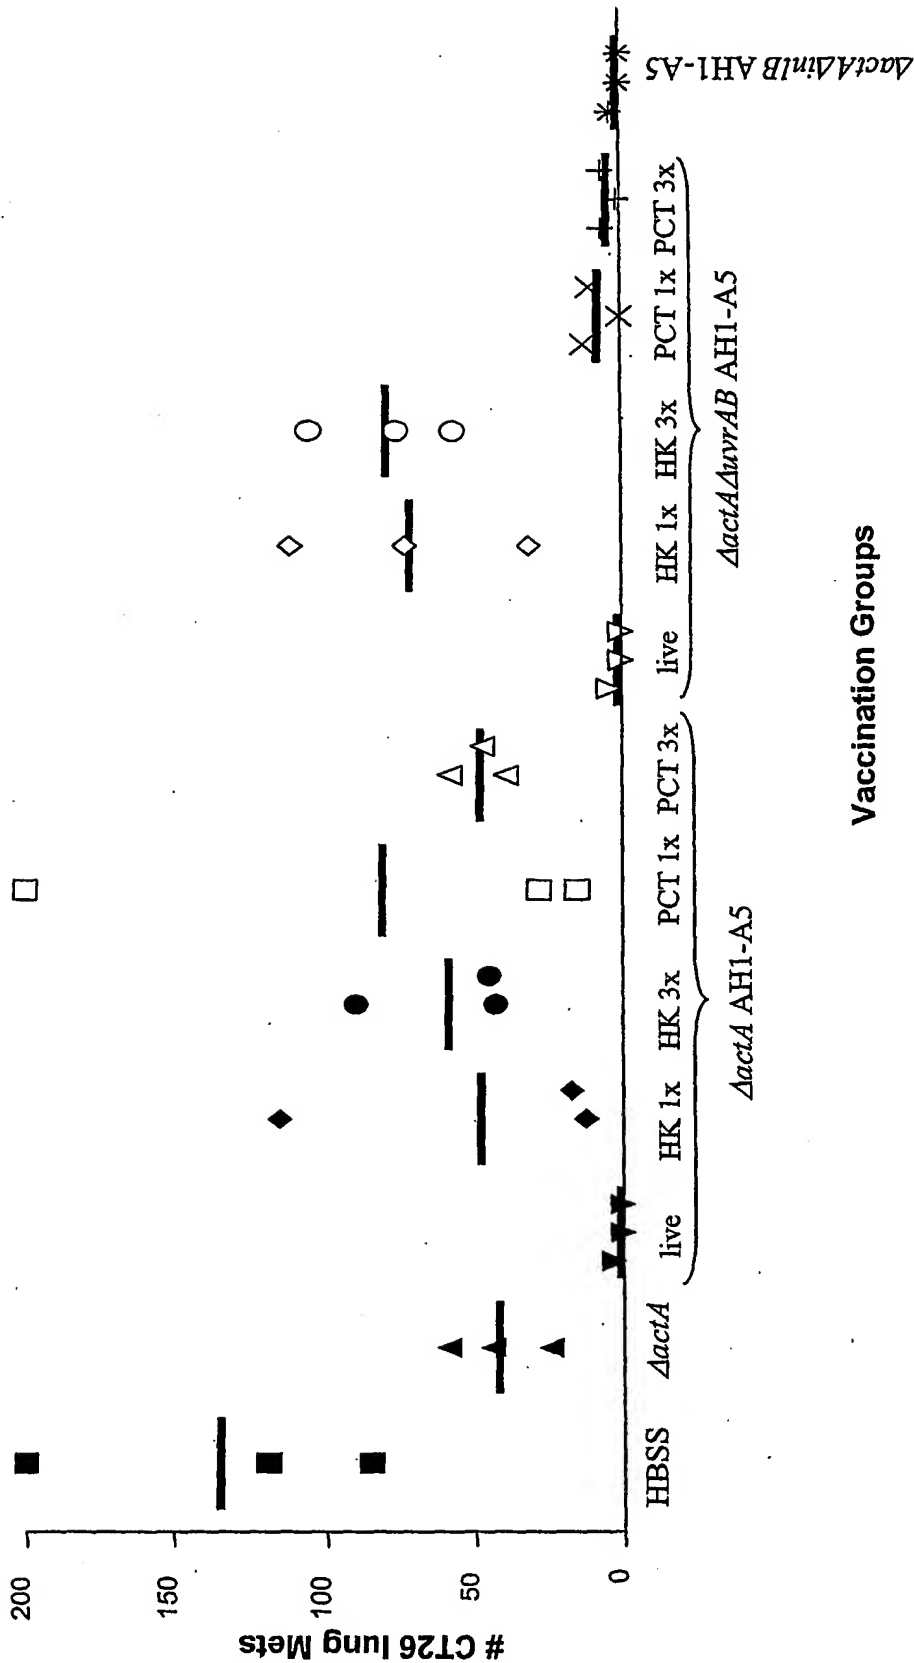 # CT26 lung Mets
200
150
100
50
0
HBSS
ΔactA
live
HK 1x
HK 3x
PCT 1x
PCT 3x
ΔactA AH1-A5
live
HK 1x
HK 3x
PCT 1x
PCT 3x
ΔactAΔuvrAB AH1-A5
ΔactAΔinlB AH1-A5
Vaccination Groups